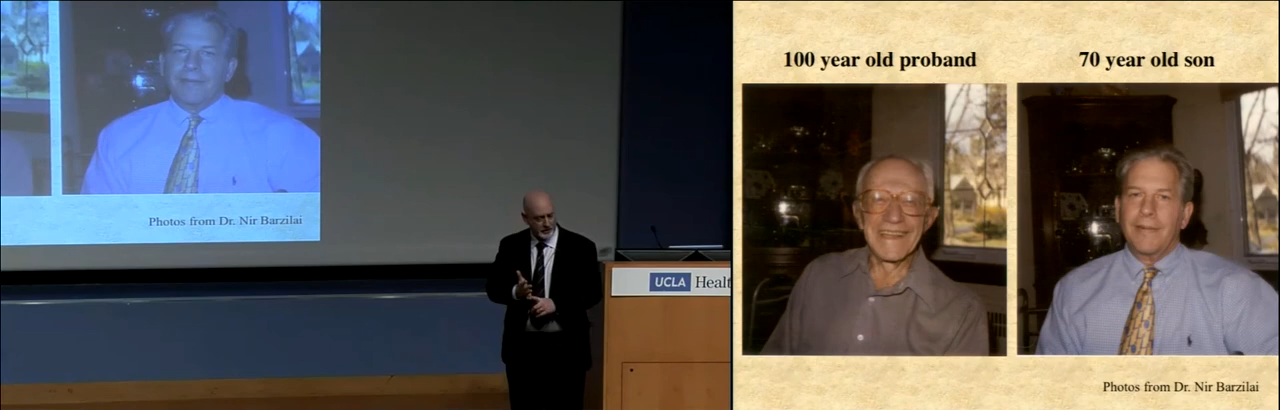 Photos from Dr. Nir Barzilai
UCLA Healt
100 year old proband
70 year old son
Photos from Dr. Nir Barzilai